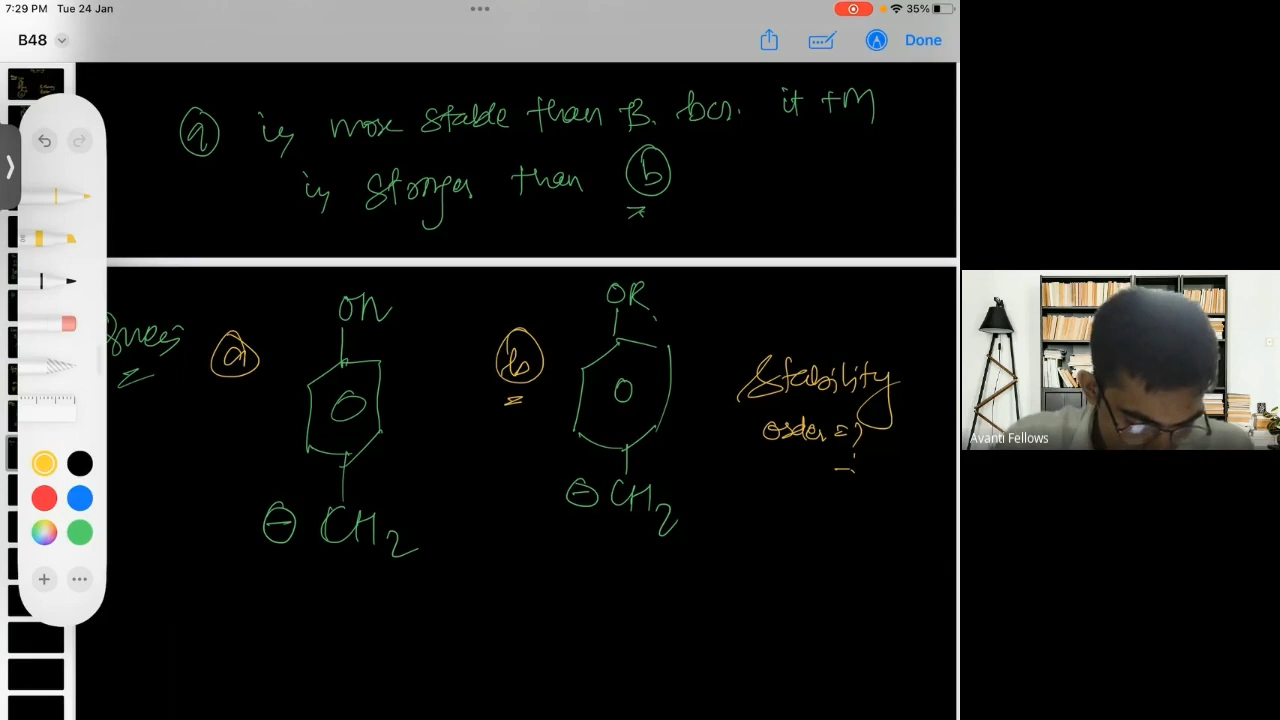 7:29 PM Tue 24 Jan
35%
B48
Done
a is more stable than B. bcs. it +M
is stronger than b
Ques
a
OH
CH2
b
OR
CH2
Stability
order = ?
Avanti Fellows